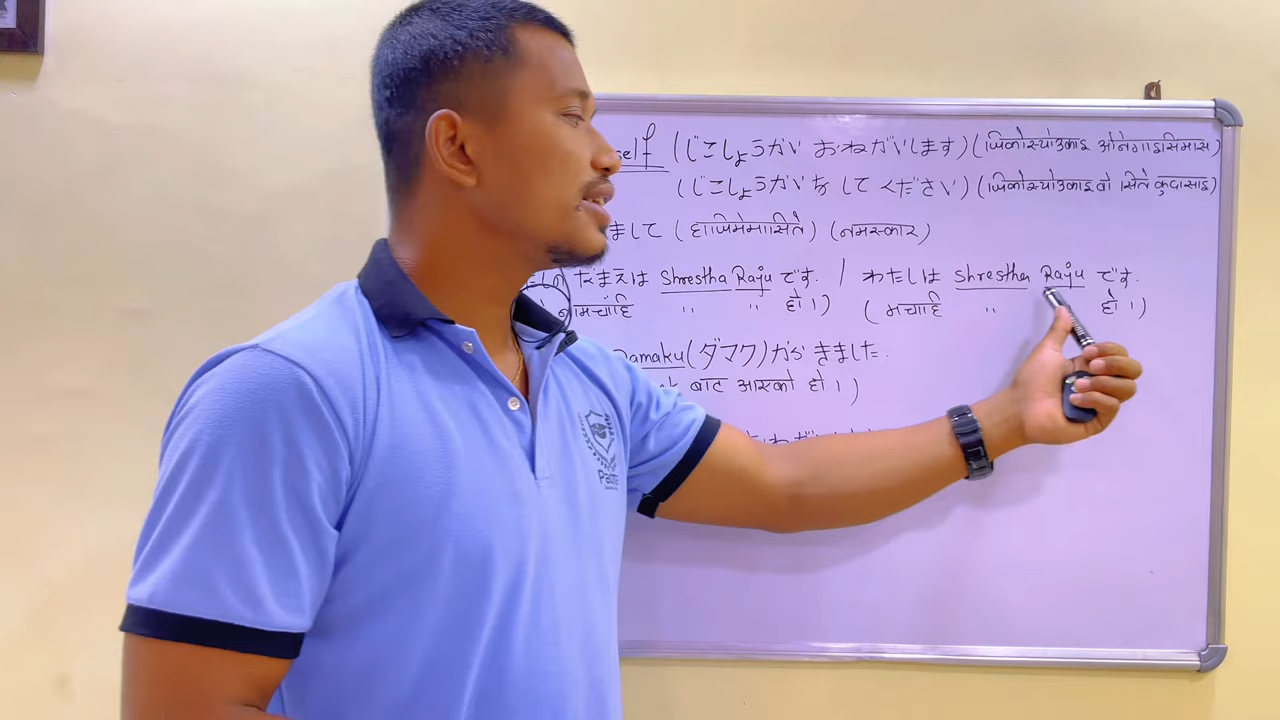 self (じこしょうかい おねがいします) (जिकोस्योउकाइ ओनेगाइसिमास)
(じこしょうかいを してください) (जिकोस्योउकाइ वो सिते कुदासाइ)
まして (हाजिमेमासिते) (नमस्कार)
の なまえは Shrestha Raju です. / わたしは Shrestha Raju です.
नामचाहि " " हो।) (मचाहि " हो।)
Damaku (ダマク) から きました.
बाट आएको हो।)